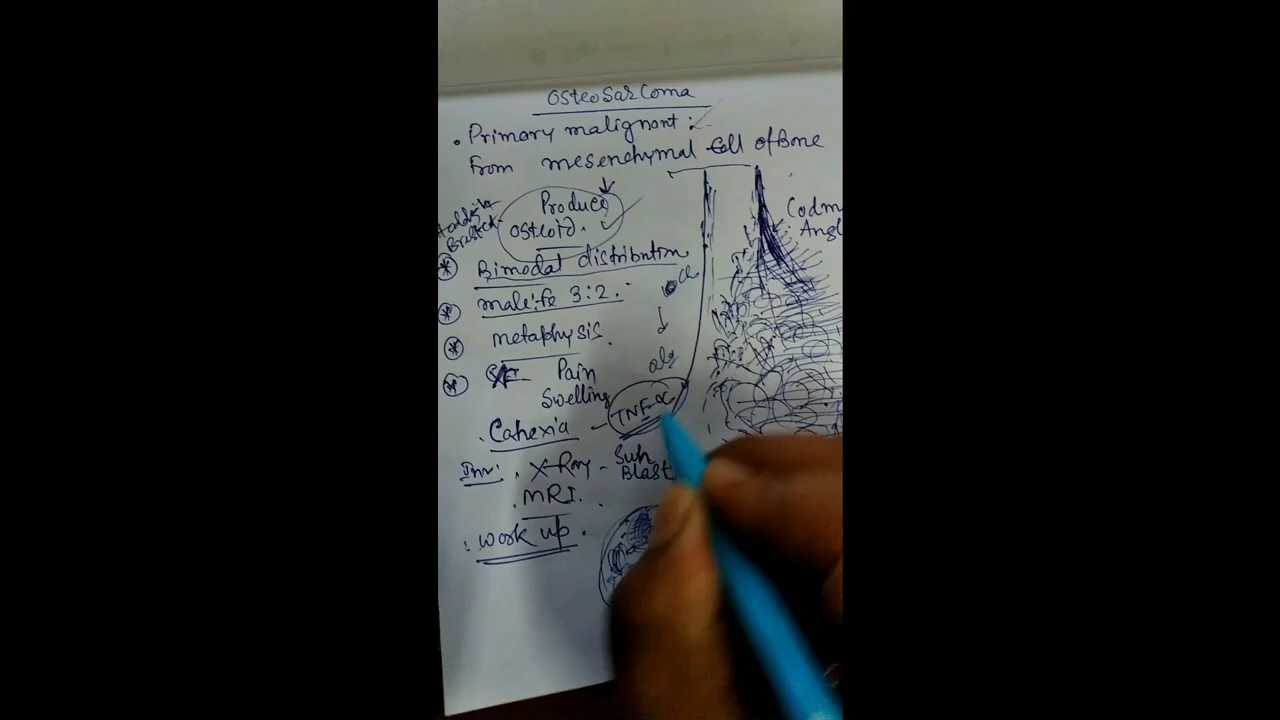 Osteosarcoma
• Primary malignant :
From mesenchymal Cell of Bone
Produce
osteoid.
Codm
Angl
Bimodal distribution
male:fe 3:2.
metaphysis.
Pain
Swelling
TNF-α
. Cahexia -
Inv: . X-Ray - Sun
Blast
. MRI.
: work up .